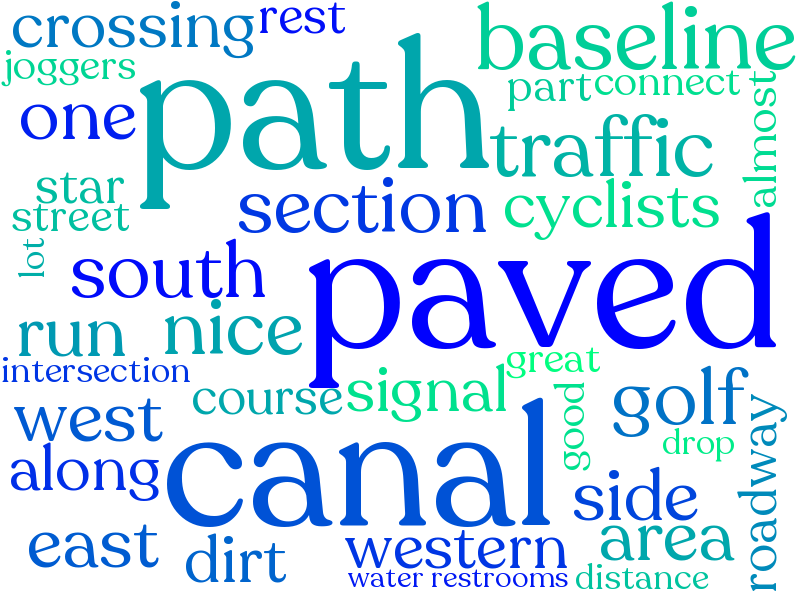 crossing
rest
baseline
joggers
path
part
connect
one
traffic
almost
star
section
cyclists
street
lot
south
paved
run
nice
intersection
great
course
signal
good
golf
west
canal
drop
roadway
along
side
east
dirt
western
area
water restrooms
distance